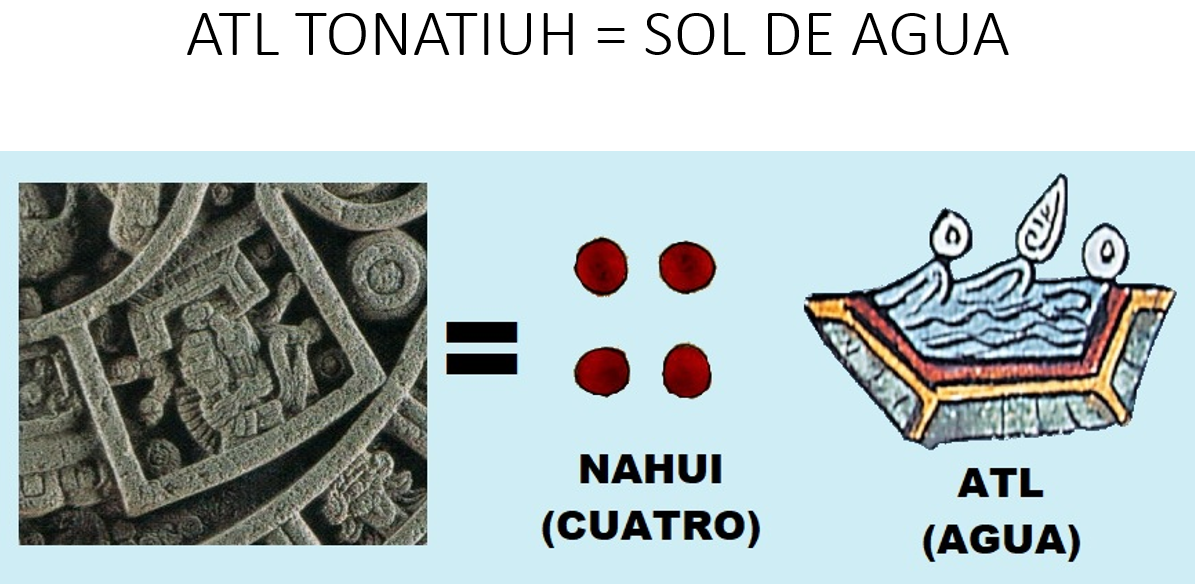 ATL TONATIUH = SOL DE AGUA
=
NAHUI
(CUATRO)
ATL
(AGUA)